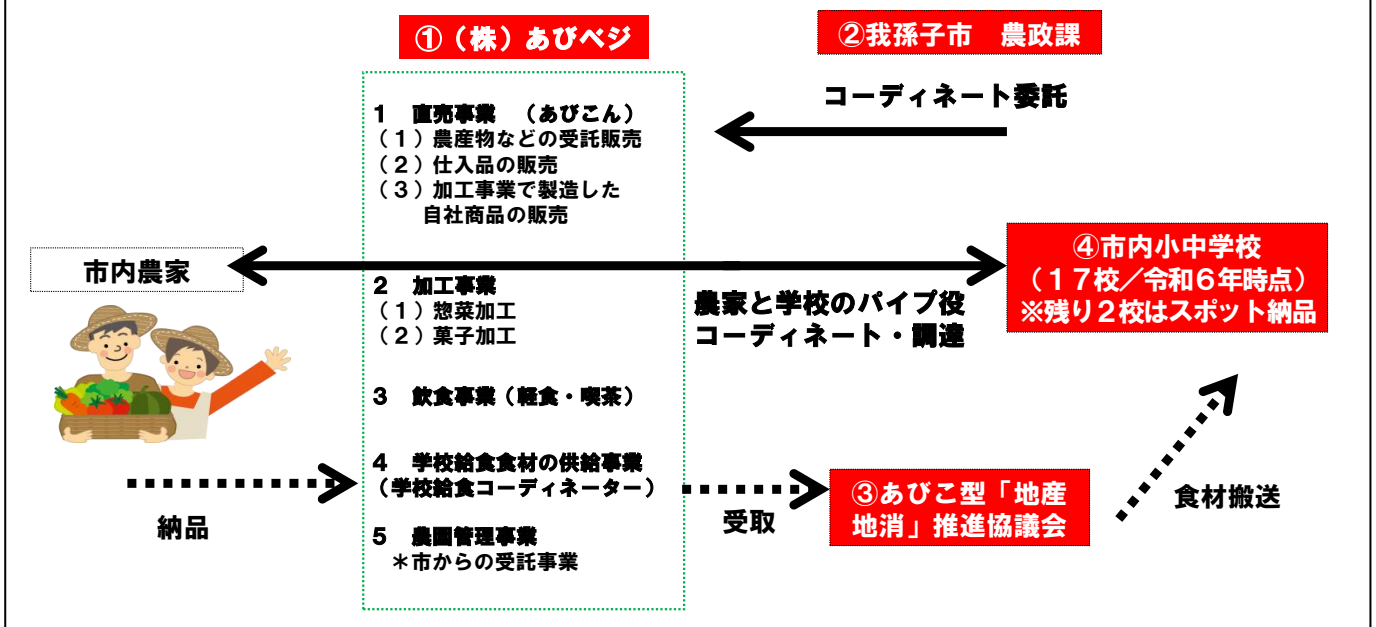 ①（株）あびベジ
②我孫子市　農政課
コーディネート委託
1　直売事業　（あびこん）
（１）農産物などの受託販売
（２）仕入品の販売
（３）加工事業で製造した
自社商品の販売
市内農家
2　加工事業
（１）惣菜加工
（２）菓子加工
農家と学校のパイプ役
コーディネート・調達
④市内小中学校
（１７校／令和６年時点）
※残り２校はスポット納品
3　飲食事業（軽食・喫茶）
4　学校給食食材の供給事業
（学校給食コーディネーター）
納品
受取
③あびこ型「地産
地消」推進協議会
食材搬送
5　農園管理事業
＊市からの受託事業